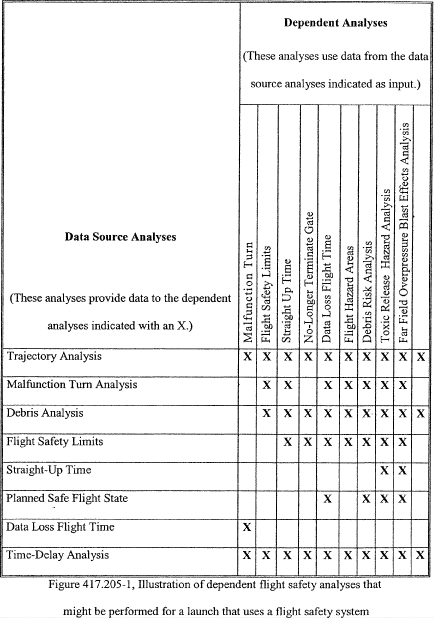 Dependent Analyses
(These analyses use data from the data
source analyses indicated as input.)
Data Source Analyses
(These analyses provide data to the dependent
analyses indicated with an X.)
Malfunction Turn
Flight Safety Limits
Straight Up Time
No-Longer Terminate Gate
Data Loss Flight Time
Flight Hazard Areas
Debris Risk Analysis
Toxic Release Hazard Analysis
Far Field Overpressure Blast Effects Analysis
Trajectory Analysis X X X X X X X X X X
Malfunction Turn Analysis X X X X X X X
Debris Analysis X X X X X X X X X
Flight Safety Limits X X X X X X X
Straight-Up Time X X
Planned Safe Flight State X X X X
Data Loss Flight Time X
Time-Delay Analysis X X X X X X X X X X
Figure 417.205-1, Illustration of dependent flight safety analyses that
might be performed for a launch that uses a flight safety system